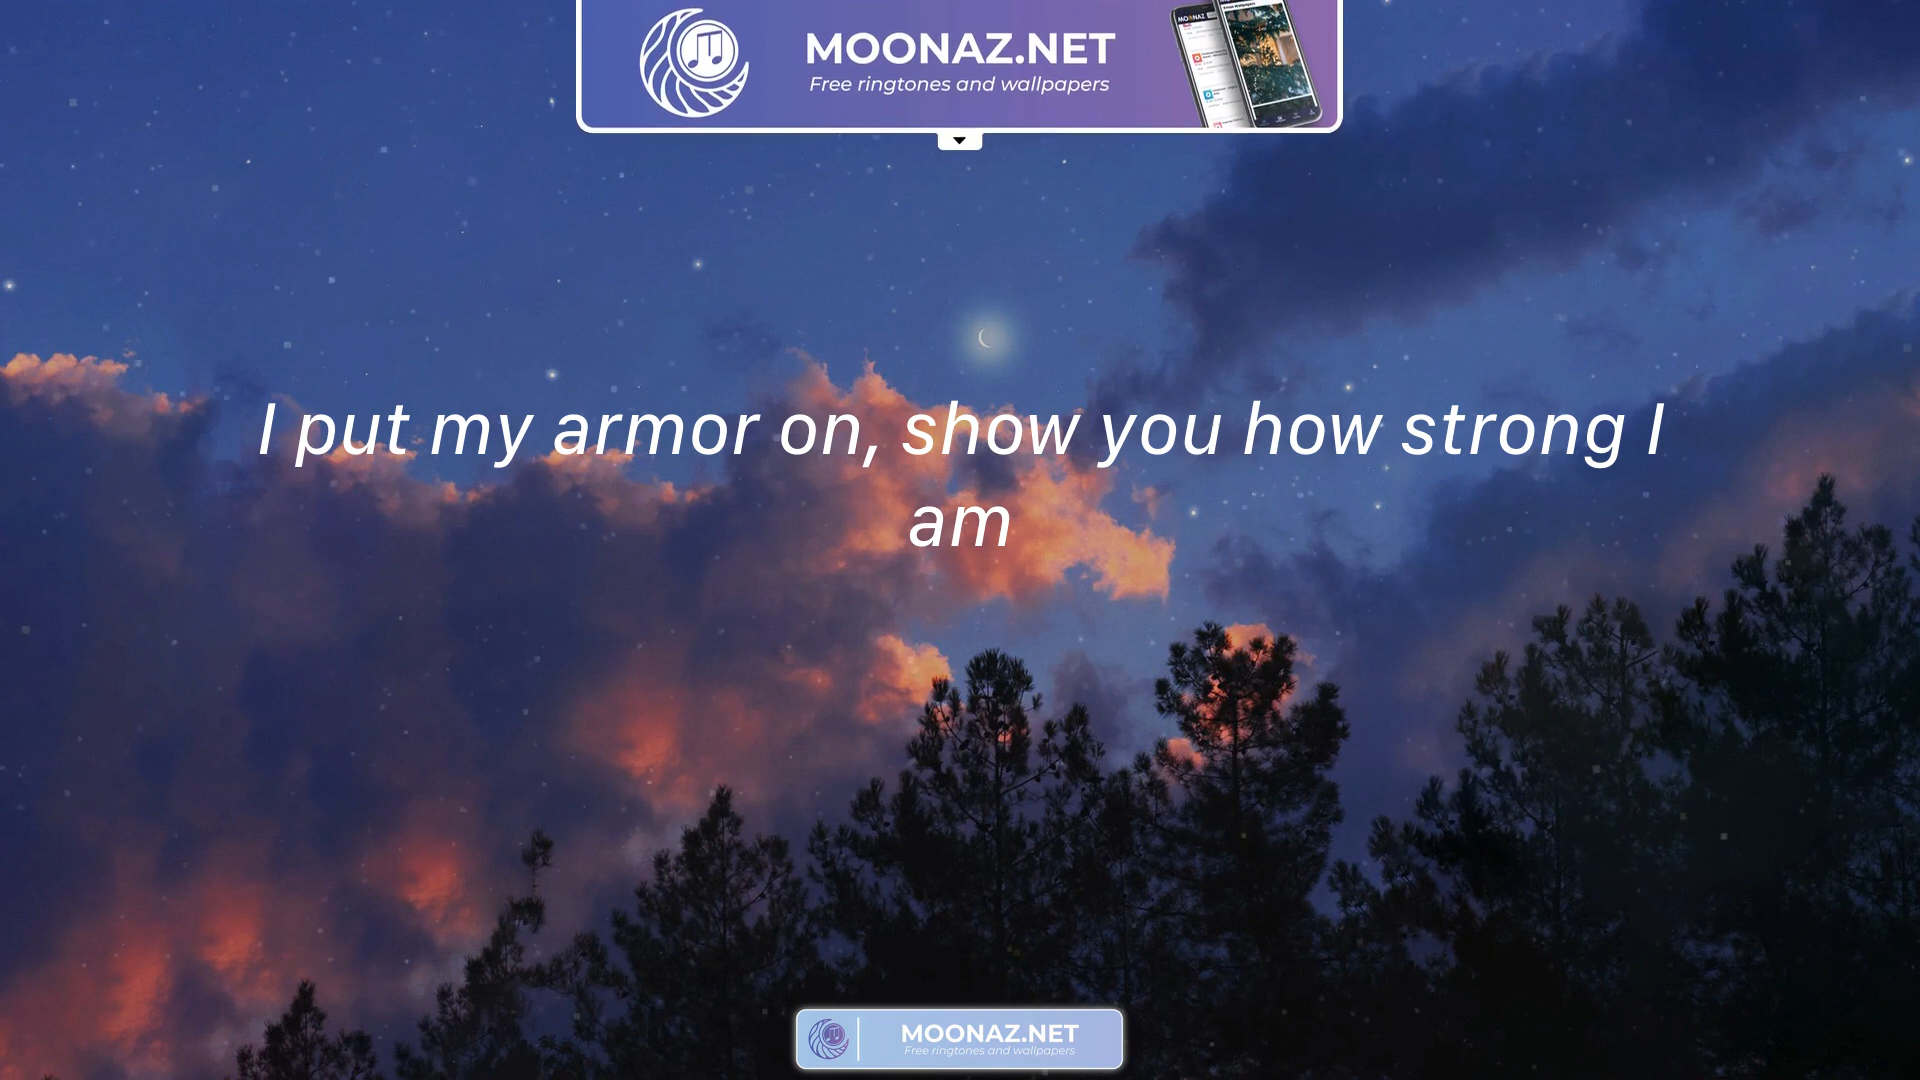 MOONAZ.NET
Free ringtones and wallpapers
I put my armor on, show you how strong I
am
MOONAZ.NET
Free ringtones and wallpapers